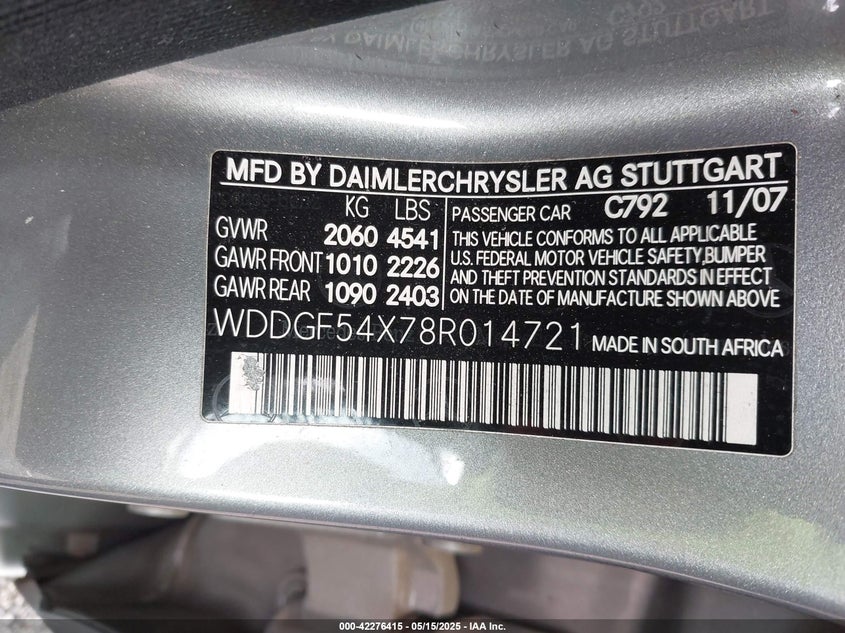 MFD BY DAIMLERCHRYSLER AG STUTTGART
KG LBS
GVWR 2060 4541
GAWR FRONT 1010 2226
GAWR REAR 1090 2403
PASSENGER CAR C792 11/07
THIS VEHICLE CONFORMS TO ALL APPLICABLE
U.S. FEDERAL MOTOR VEHICLE SAFETY,BUMPER
AND THEFT PREVENTION STANDARDS IN EFFECT
ON THE DATE OF MANUFACTURE SHOWN ABOVE
WDDGF54X78R014721 MADE IN SOUTH AFRICA
000-42276415 — 05/15/2025 — IAA Inc.